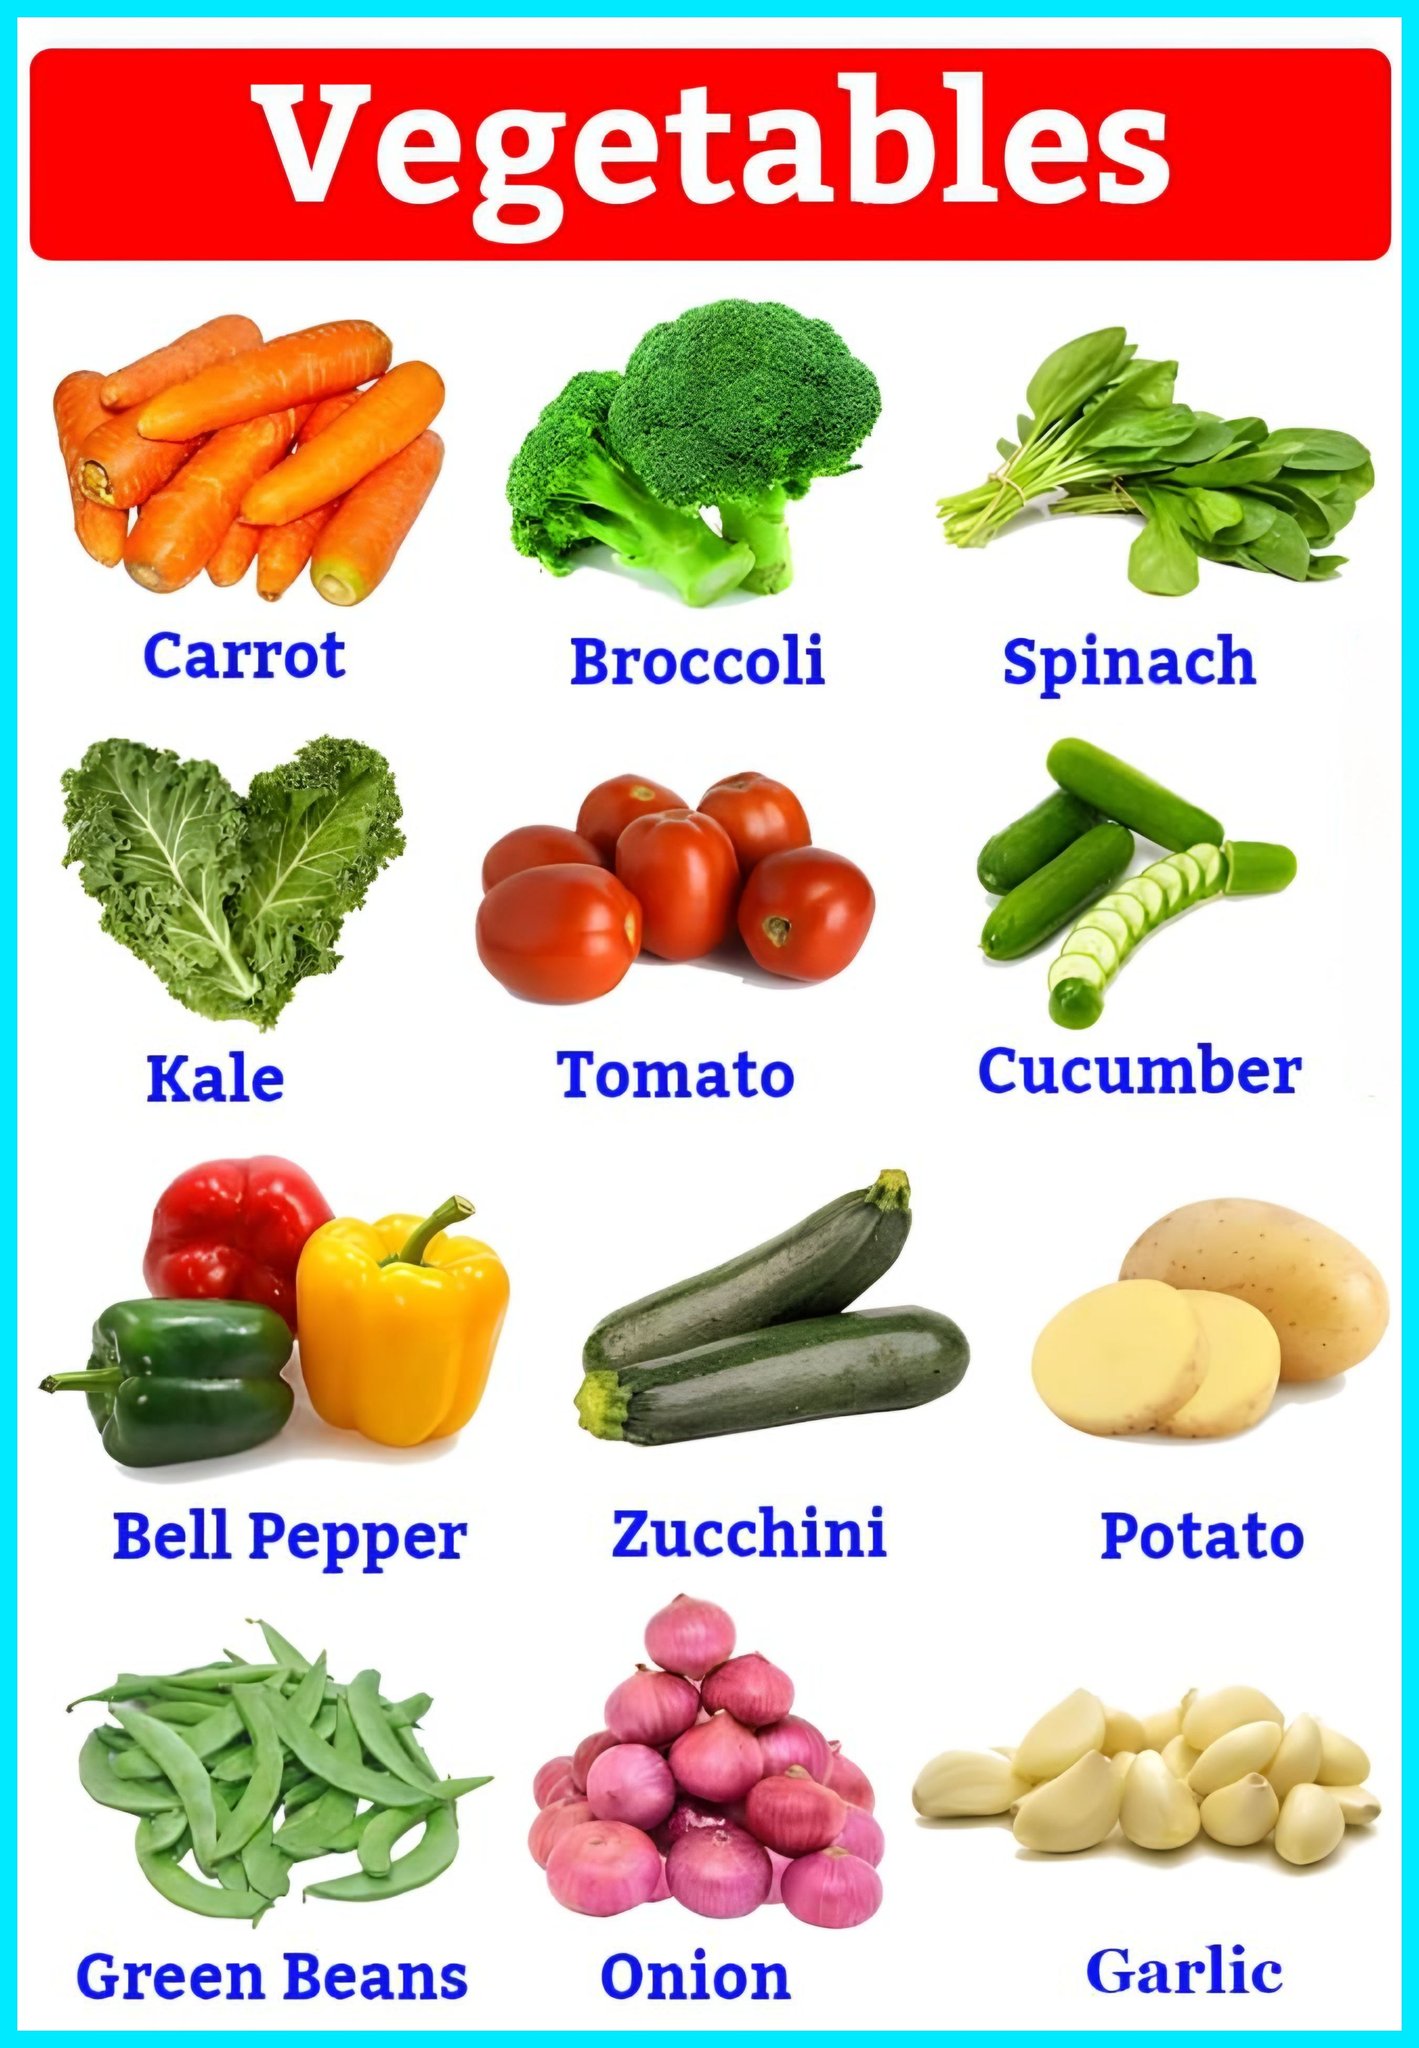 Vegetables
Carrot
Broccoli
Spinach
Kale
Tomato
Cucumber
Bell Pepper
Zucchini
Potato
Green Beans
Onion
Garlic